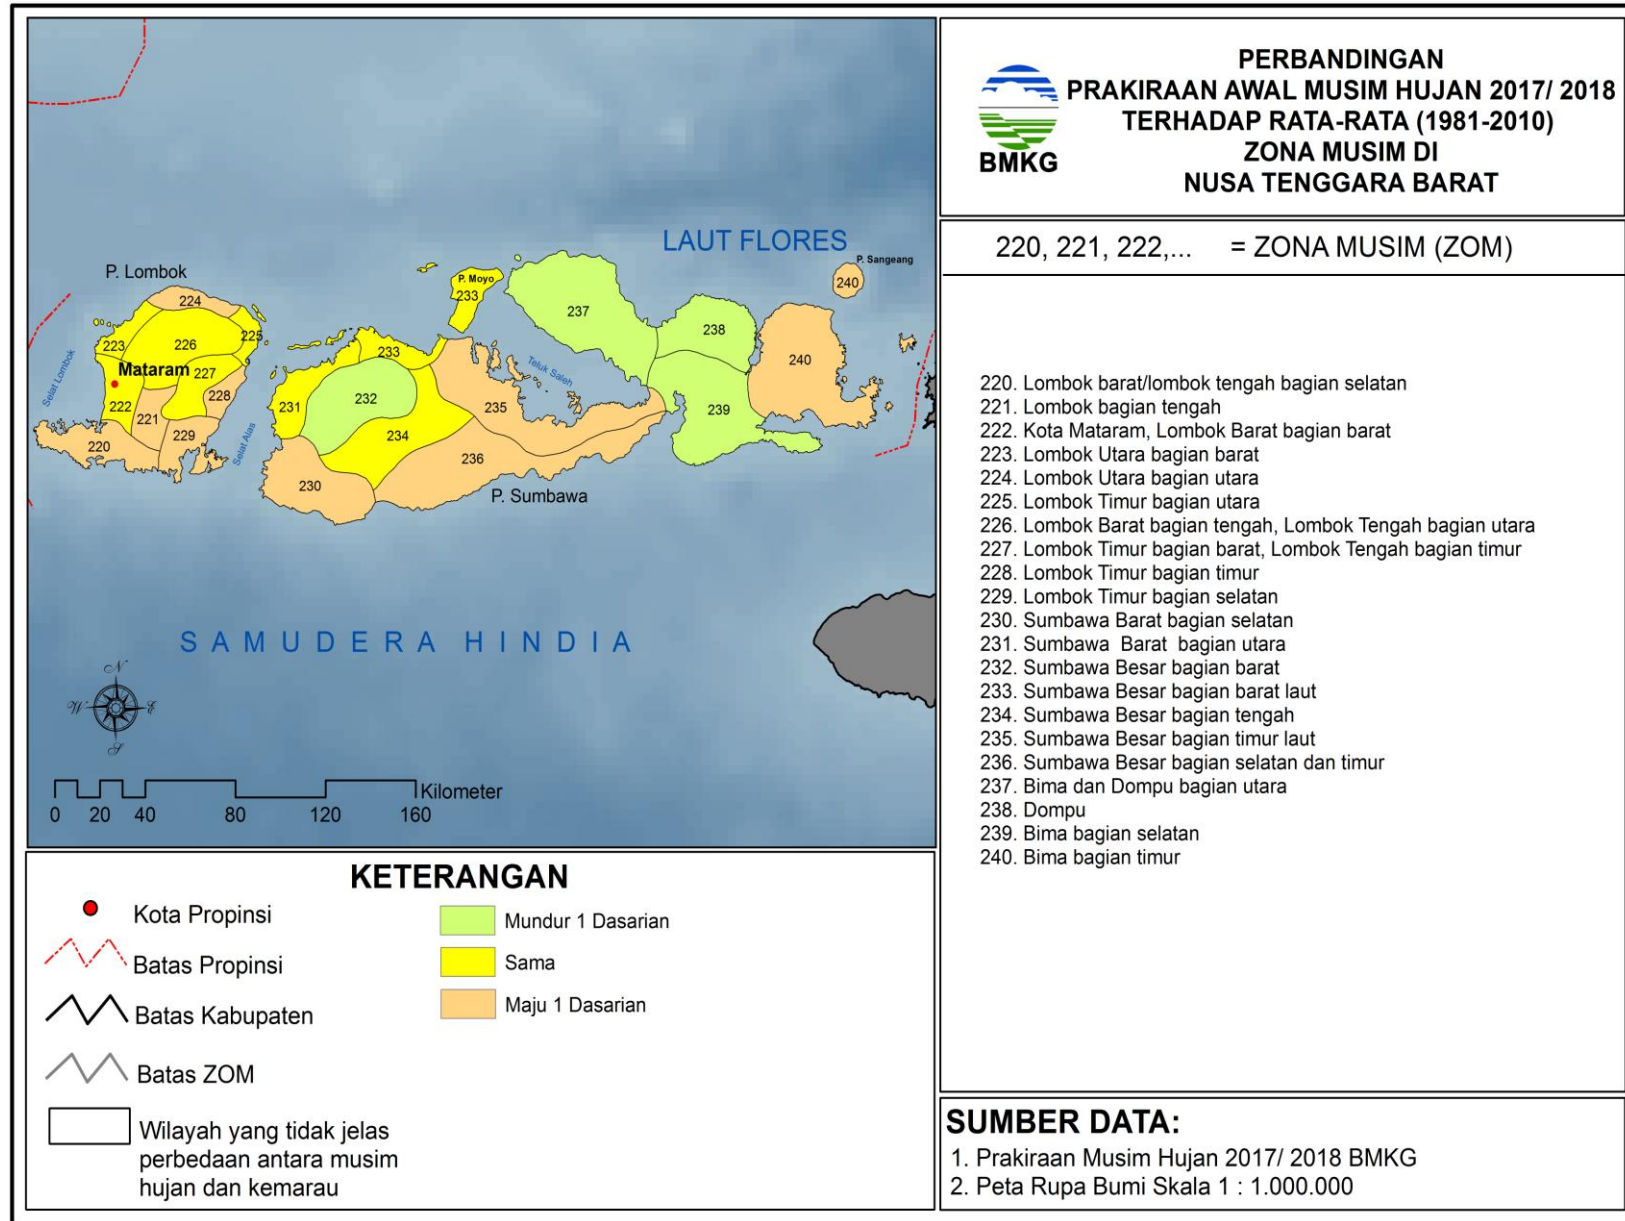 PERBANDINGAN
PRAKIRAAN AWAL MUSIM HUJAN 2017/ 2018
TERHADAP RATA-RATA (1981-2010)
ZONA MUSIM DI
NUSA TENGGARA BARAT
BMKG
220, 221, 222,... = ZONA MUSIM (ZOM)
220. Lombok barat/lombok tengah bagian selatan
221. Lombok bagian tengah
222. Kota Mataram, Lombok Barat bagian barat
223. Lombok Utara bagian barat
224. Lombok Utara bagian utara
225. Lombok Timur bagian utara
226. Lombok Barat bagian tengah, Lombok Tengah bagian utara
227. Lombok Timur bagian barat, Lombok Tengah bagian timur
228. Lombok Timur bagian timur
229. Lombok Timur bagian selatan
230. Sumbawa Barat bagian selatan
231. Sumbawa Barat bagian utara
232. Sumbawa Besar bagian barat
233. Sumbawa Besar bagian barat laut
234. Sumbawa Besar bagian tengah
235. Sumbawa Besar bagian timur laut
236. Sumbawa Besar bagian selatan dan timur
237. Bima dan Dompu bagian utara
238. Dompu
239. Bima bagian selatan
240. Bima bagian timur
LAUT FLORES
P. Sangeang
240
P. Lombok
P. Moyo
233
224
237
238
240
223
226
225
233
Mataram
227
Teluk Saleh
Selat Lombok
228
232
222
221
231
235
239
229
234
220
Selat Alas
236
230
P. Sumbawa
SAMUDERA HINDIA
N
W
E
S
Kilometer
0 20 40 80 120 160
KETERANGAN
Kota Propinsi
Batas Propinsi
Batas Kabupaten
Batas ZOM
Wilayah yang tidak jelas
perbedaan antara musim
hujan dan kemarau
Mundur 1 Dasarian
Sama
Maju 1 Dasarian
SUMBER DATA:
1. Prakiraan Musim Hujan 2017/ 2018 BMKG
2. Peta Rupa Bumi Skala 1 : 1.000.000